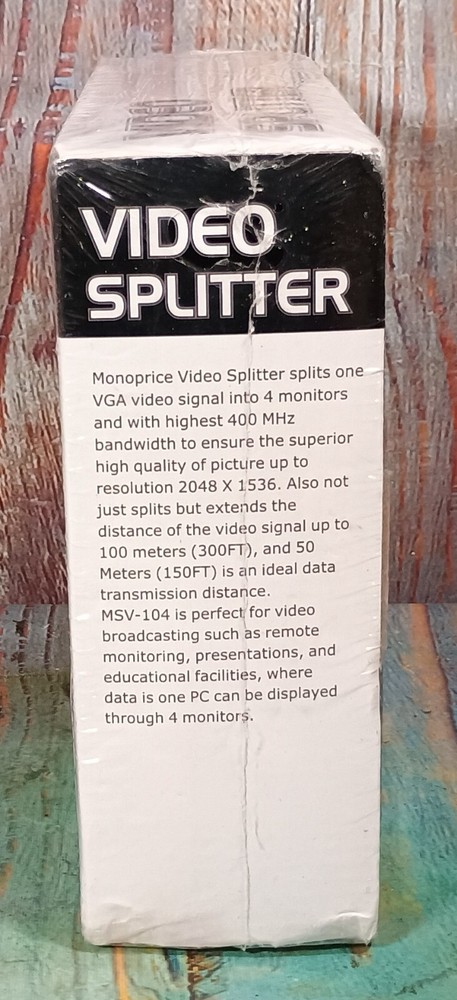 VIDEO
SPLITTER
Monoprice Video Splitter splits one
VGA video signal into 4 monitors
and with highest 400 MHz
bandwidth to ensure the superior
high quality of picture up to
resolution 2048 X 1536. Also not
just splits but extends the
distance of the video signal up to
100 meters (300FT), and 50
Meters (150FT) is an ideal data
transmission distance.
MSV-104 is perfect for video
broadcasting such as remote
monitoring, presentations, and
educational facilities, where
data is one PC can be displayed
through 4 monitors.